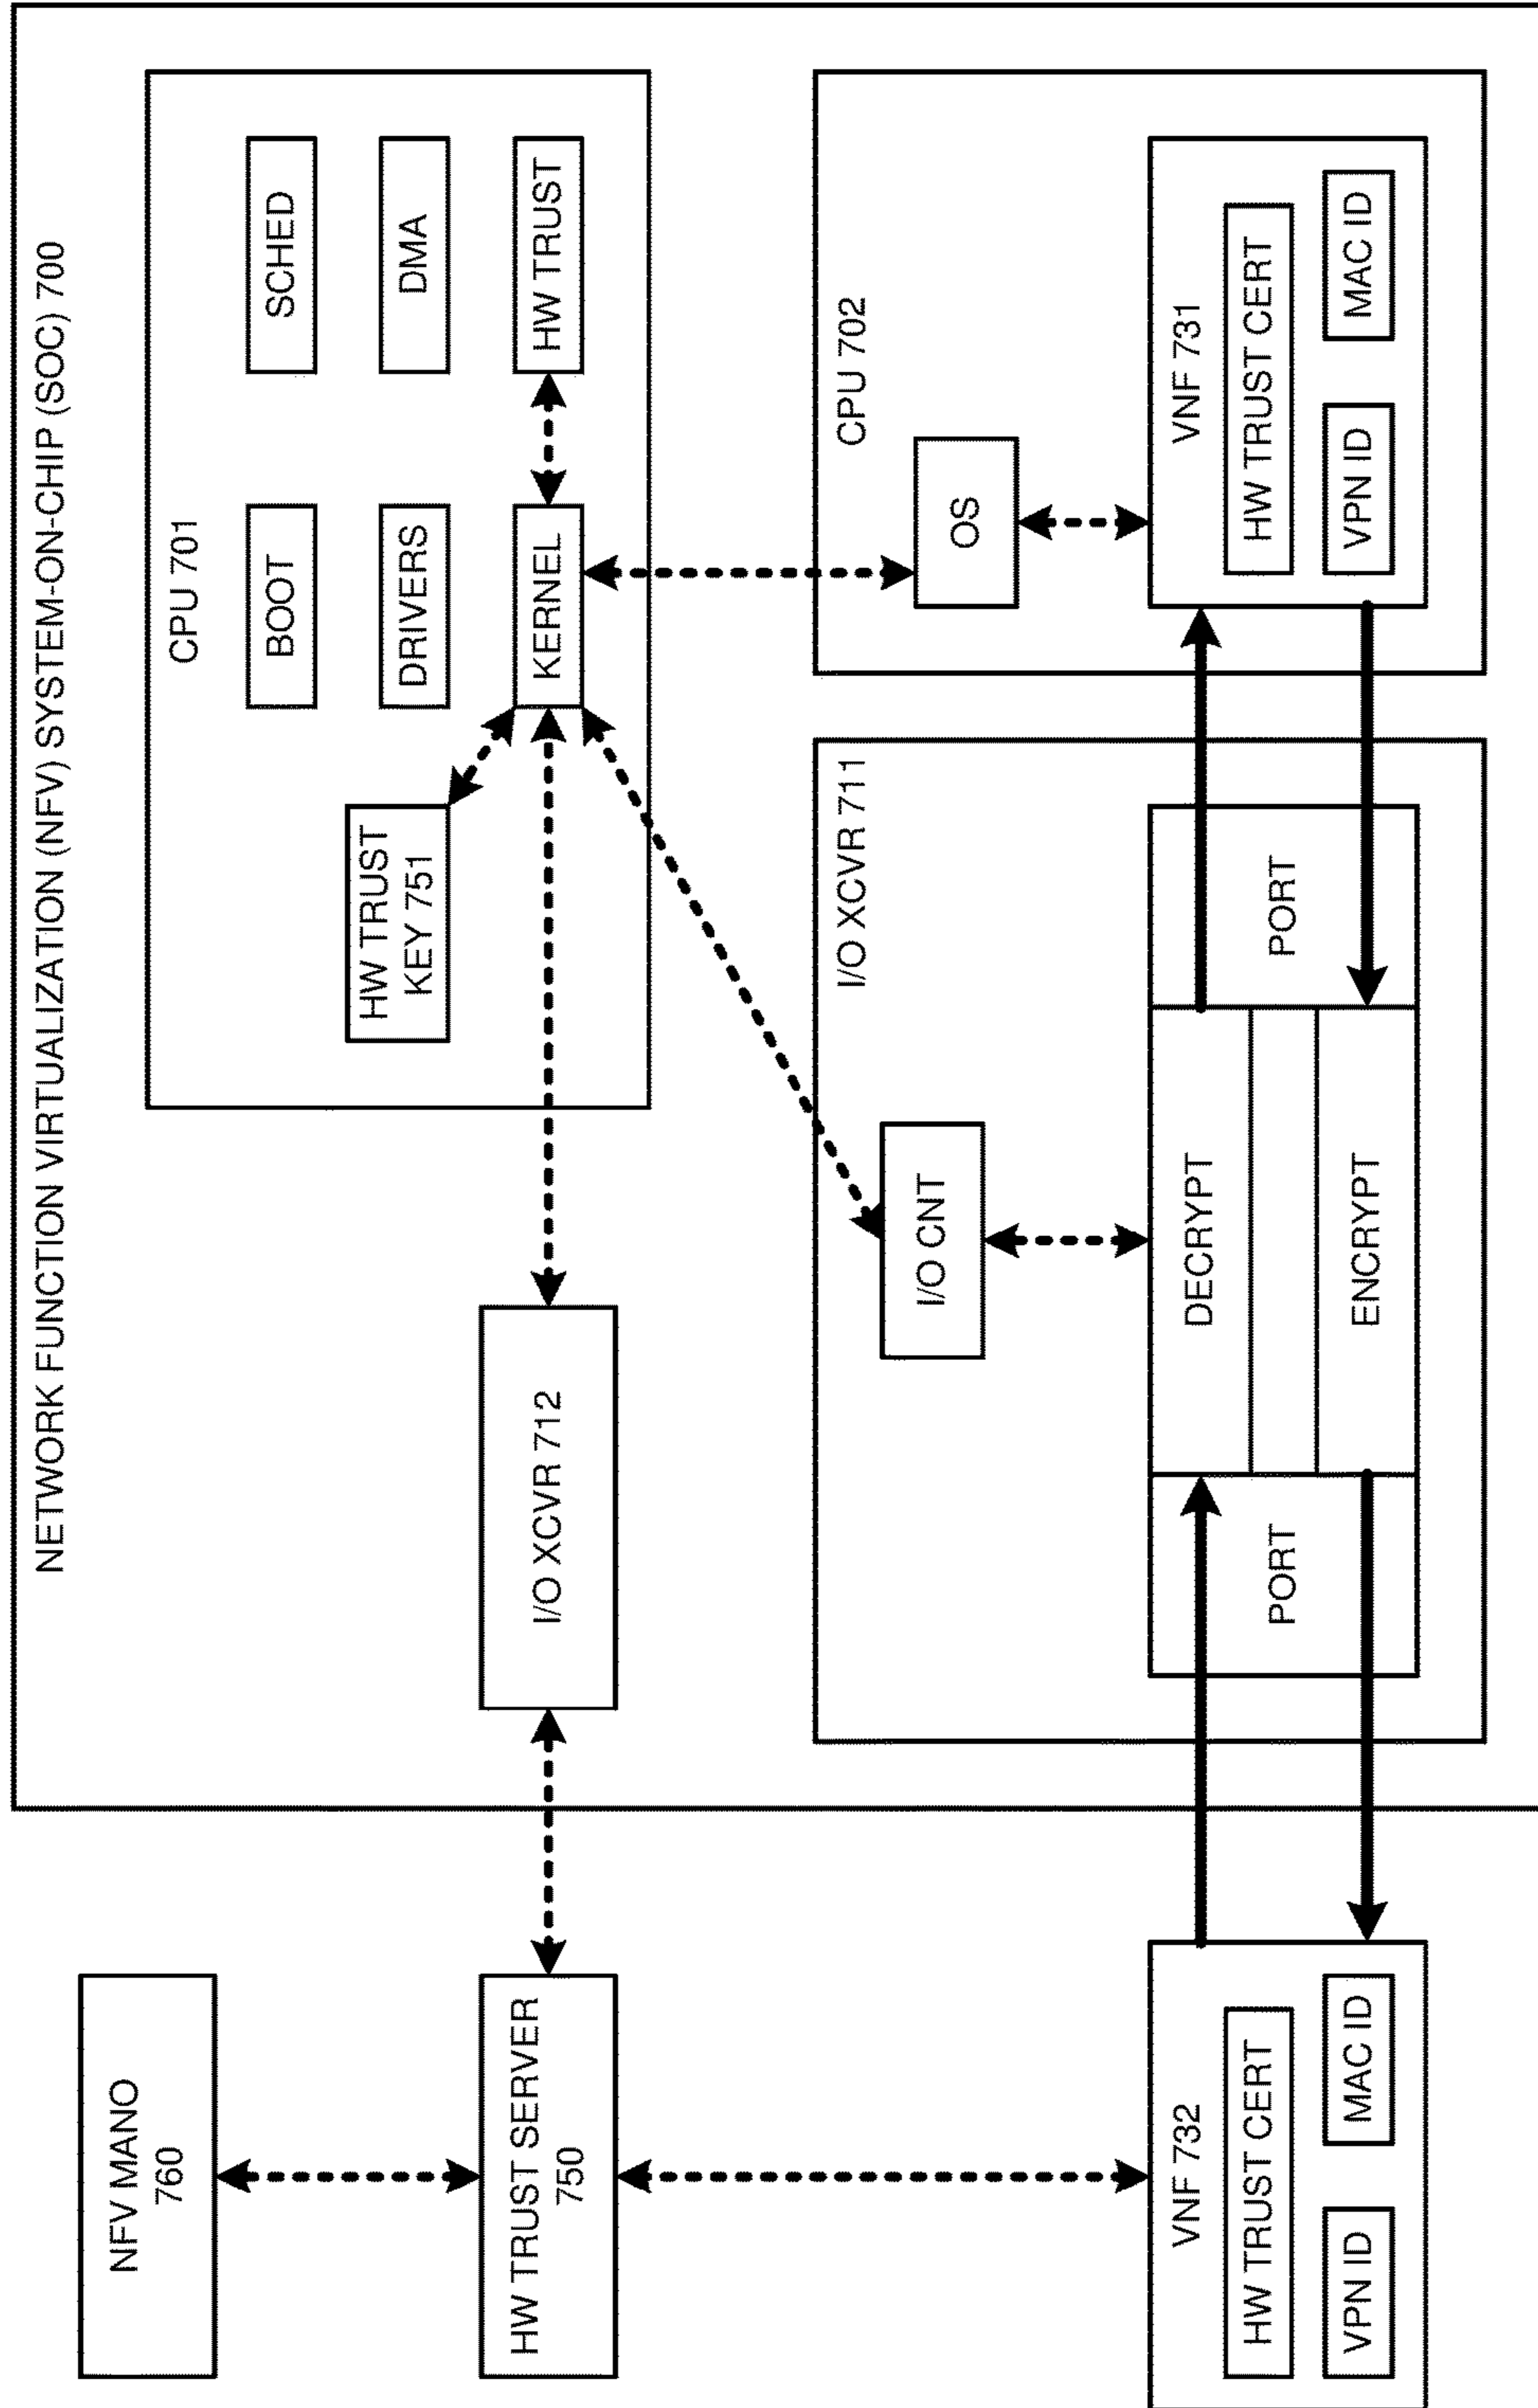 NETWORK FUNCTION VIRTUALIZATION (NFV) SYSTEM-ON-CHIP (SOC) 700
NFV MANO
760
HW TRUST SERVER
750
VNF 732
HW TRUST CERT
VPN ID
MAC ID
I/O XCVR 712
CPU 701
BOOT
SCHED
DRIVERS
DMA
HW TRUST
KEY 751
KERNEL
HW TRUST
I/O XCVR 711
I/O CNT
PORT
DECRYPT
ENCRYPT
PORT
CPU 702
OS
VNF 731
HW TRUST CERT
VPN ID
MAC ID